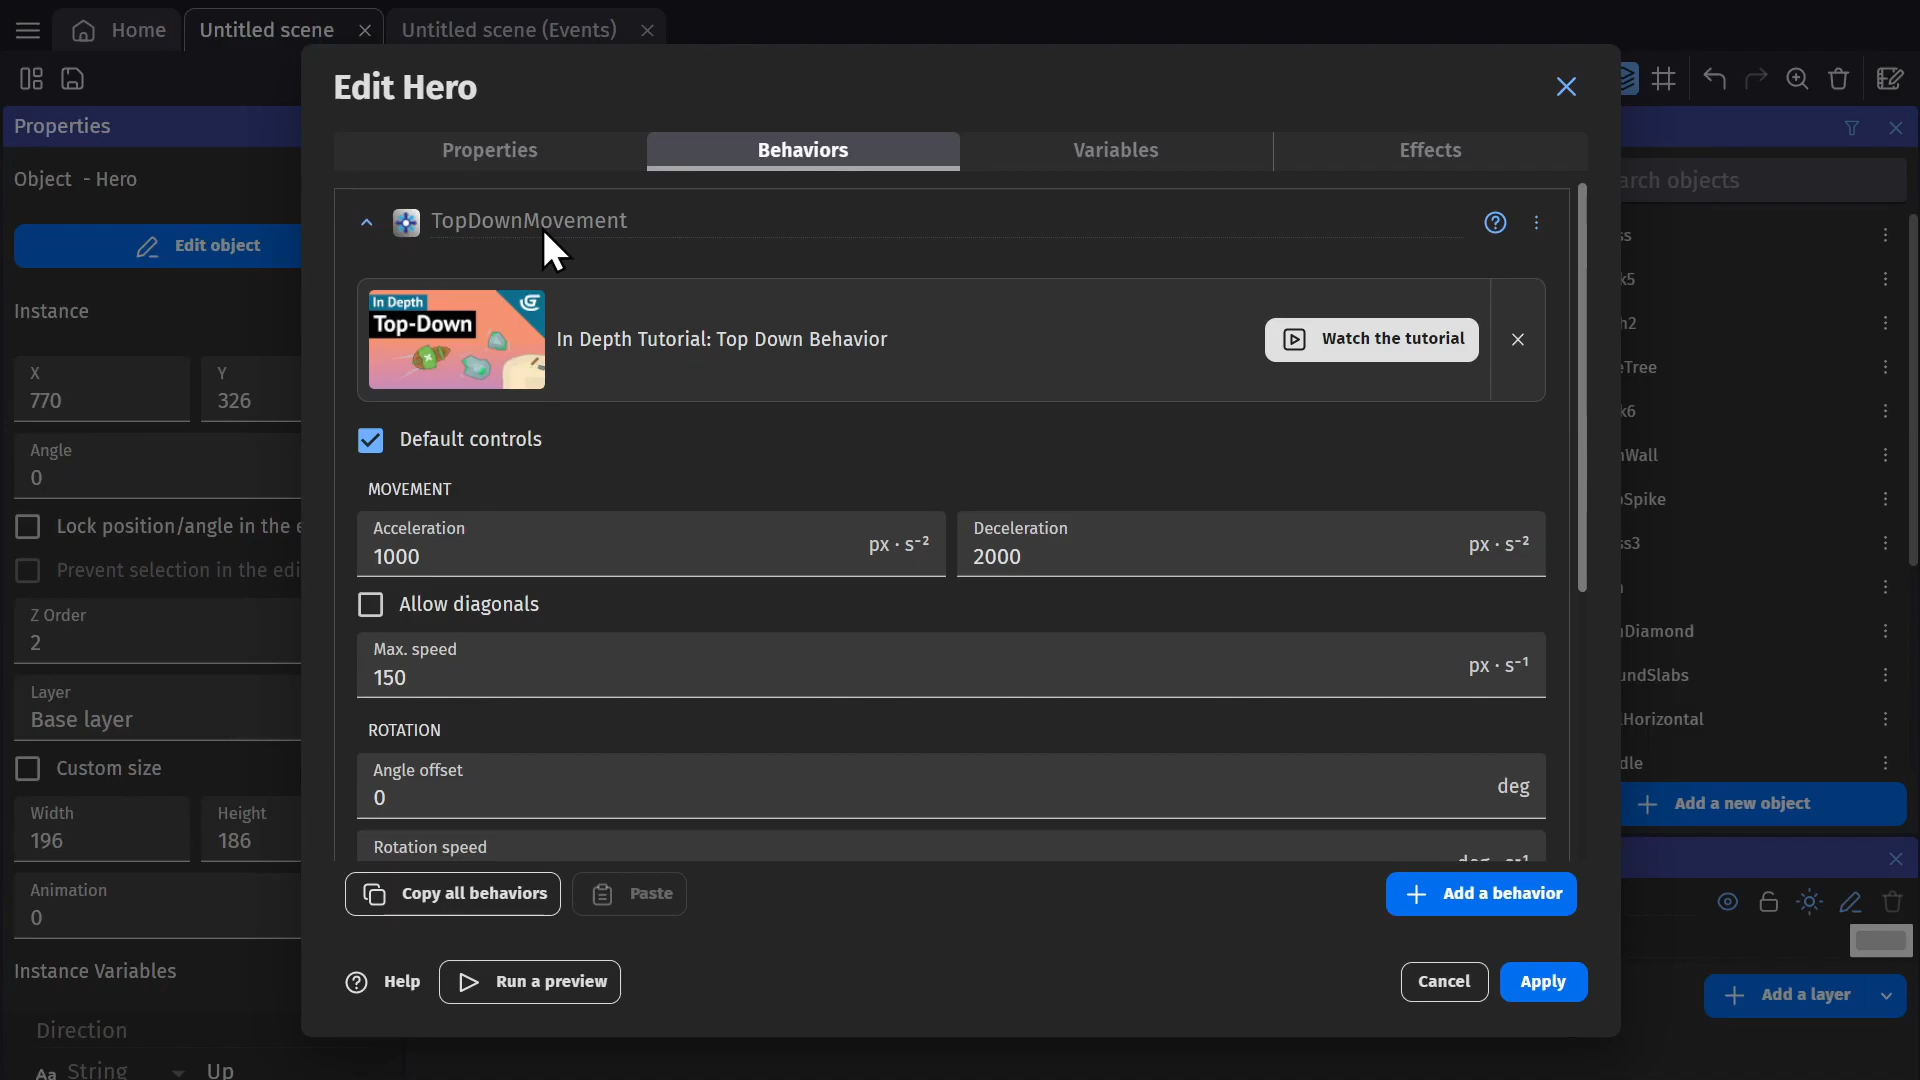 Home
Untitled scene
Untitled scene (Events)
Properties
Object - Hero
Edit object
Instance
X
770
Y
326
Angle
0
Lock position/angle in the e
Prevent selection in the edi
Z Order
2
Layer
Base layer
Custom size
Width
196
Height
186
Animation
0
Instance Variables
Direction
Aa String
Up
Edit Hero
Properties
Behaviors
Variables
Effects
TopDownMovement
In Depth
Top-Down
In Depth Tutorial: Top Down Behavior
Watch the tutorial
Default controls
MOVEMENT
Acceleration
1000
px · s⁻²
Deceleration
2000
px · s⁻²
Allow diagonals
Max. speed
150
px · s⁻¹
ROTATION
Angle offset
0
deg
Rotation speed
Copy all behaviors
Paste
Add a behavior
Help
Run a preview
Cancel
Apply
arch objects
ss
k5
h2
eTree
k6
Wall
Spike
ss3
Diamond
undSlabs
Horizontal
dle
Add a new object
Add a layer